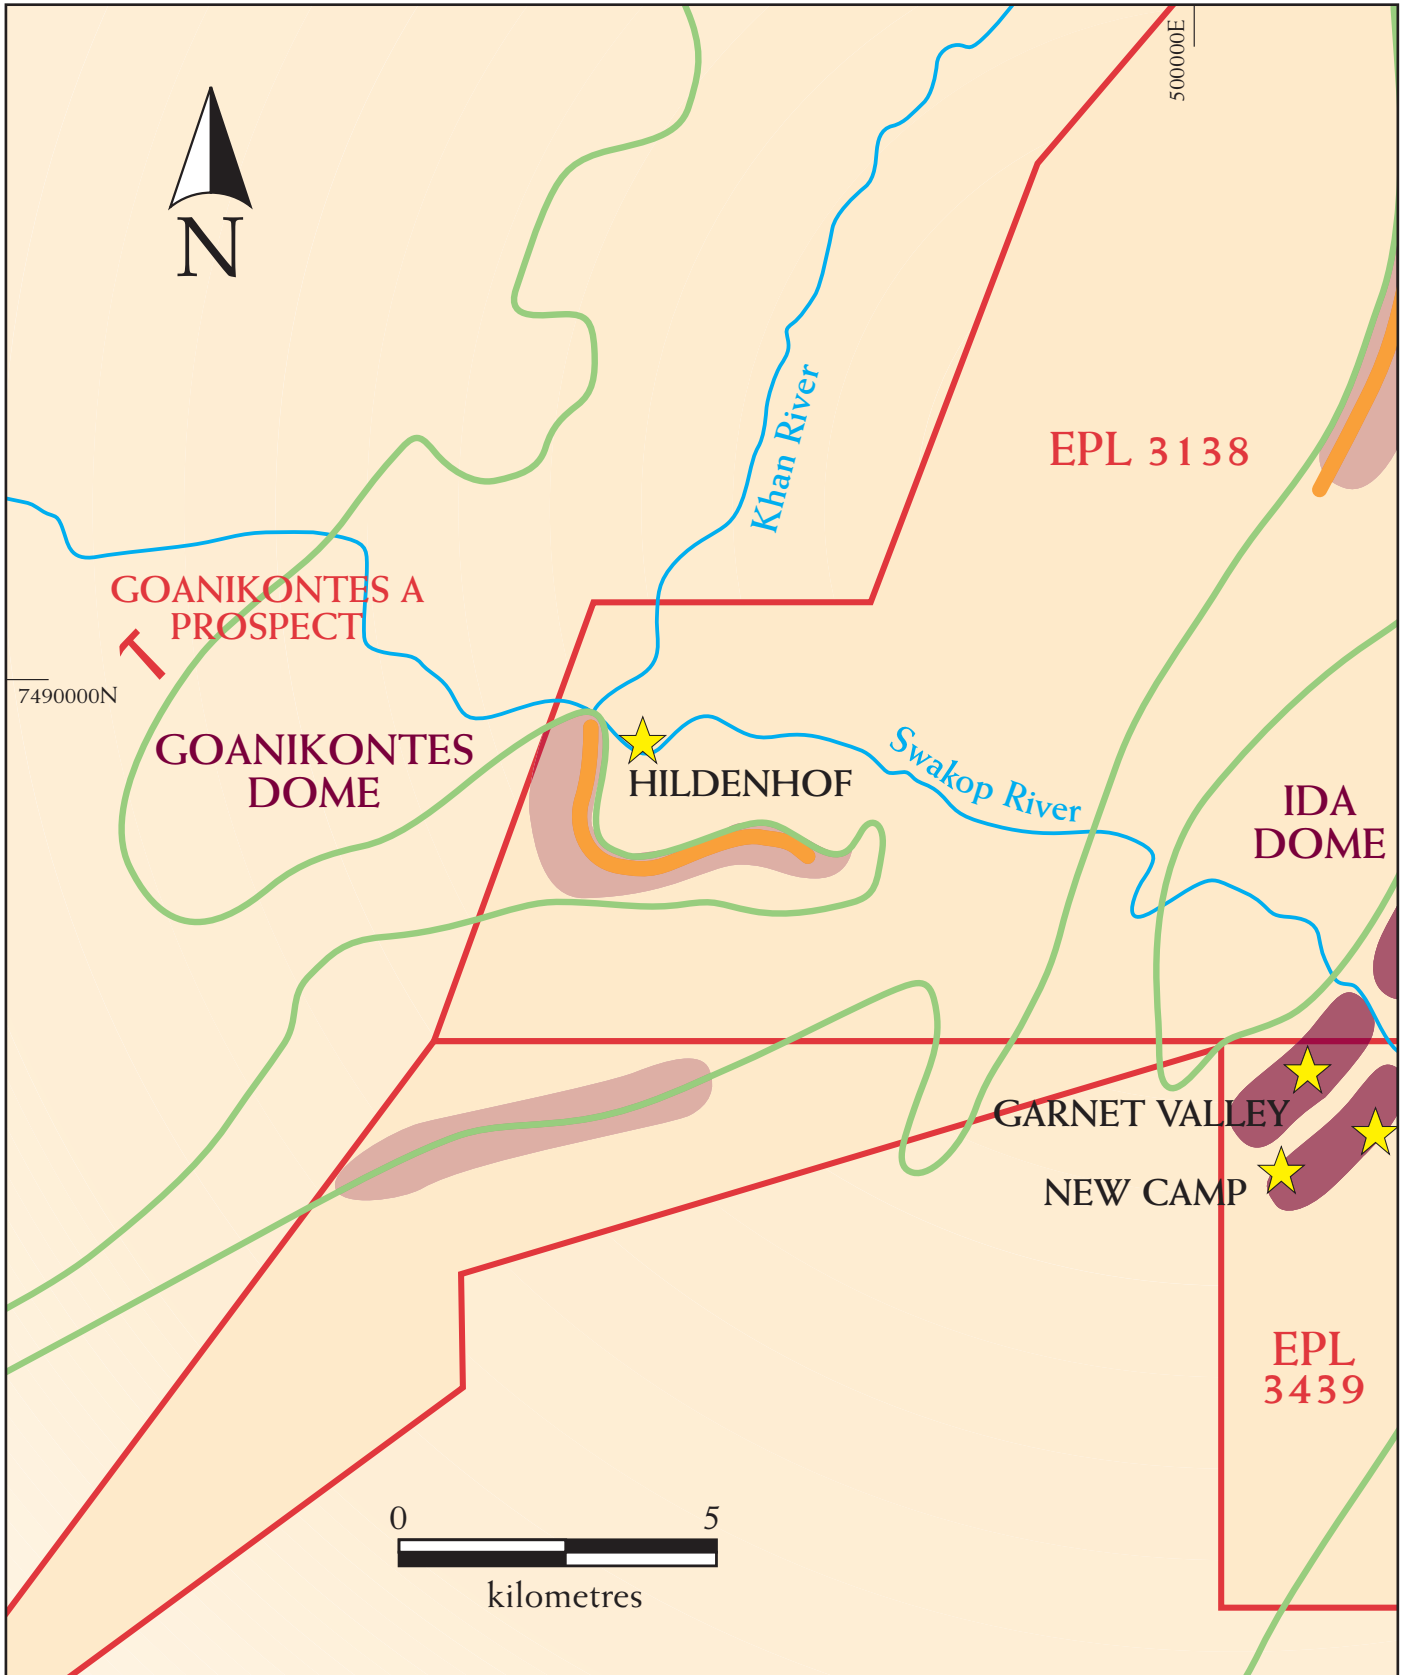 500000E
N
Khan River
EPL 3138
GOANIKONTES A
PROSPECT
7490000N
GOANIKONTES
DOME
HILDENHOF
Swakop River
IDA
DOME
GARNET VALLEY
NEW CAMP
EPL
3439
0 5
kilometres